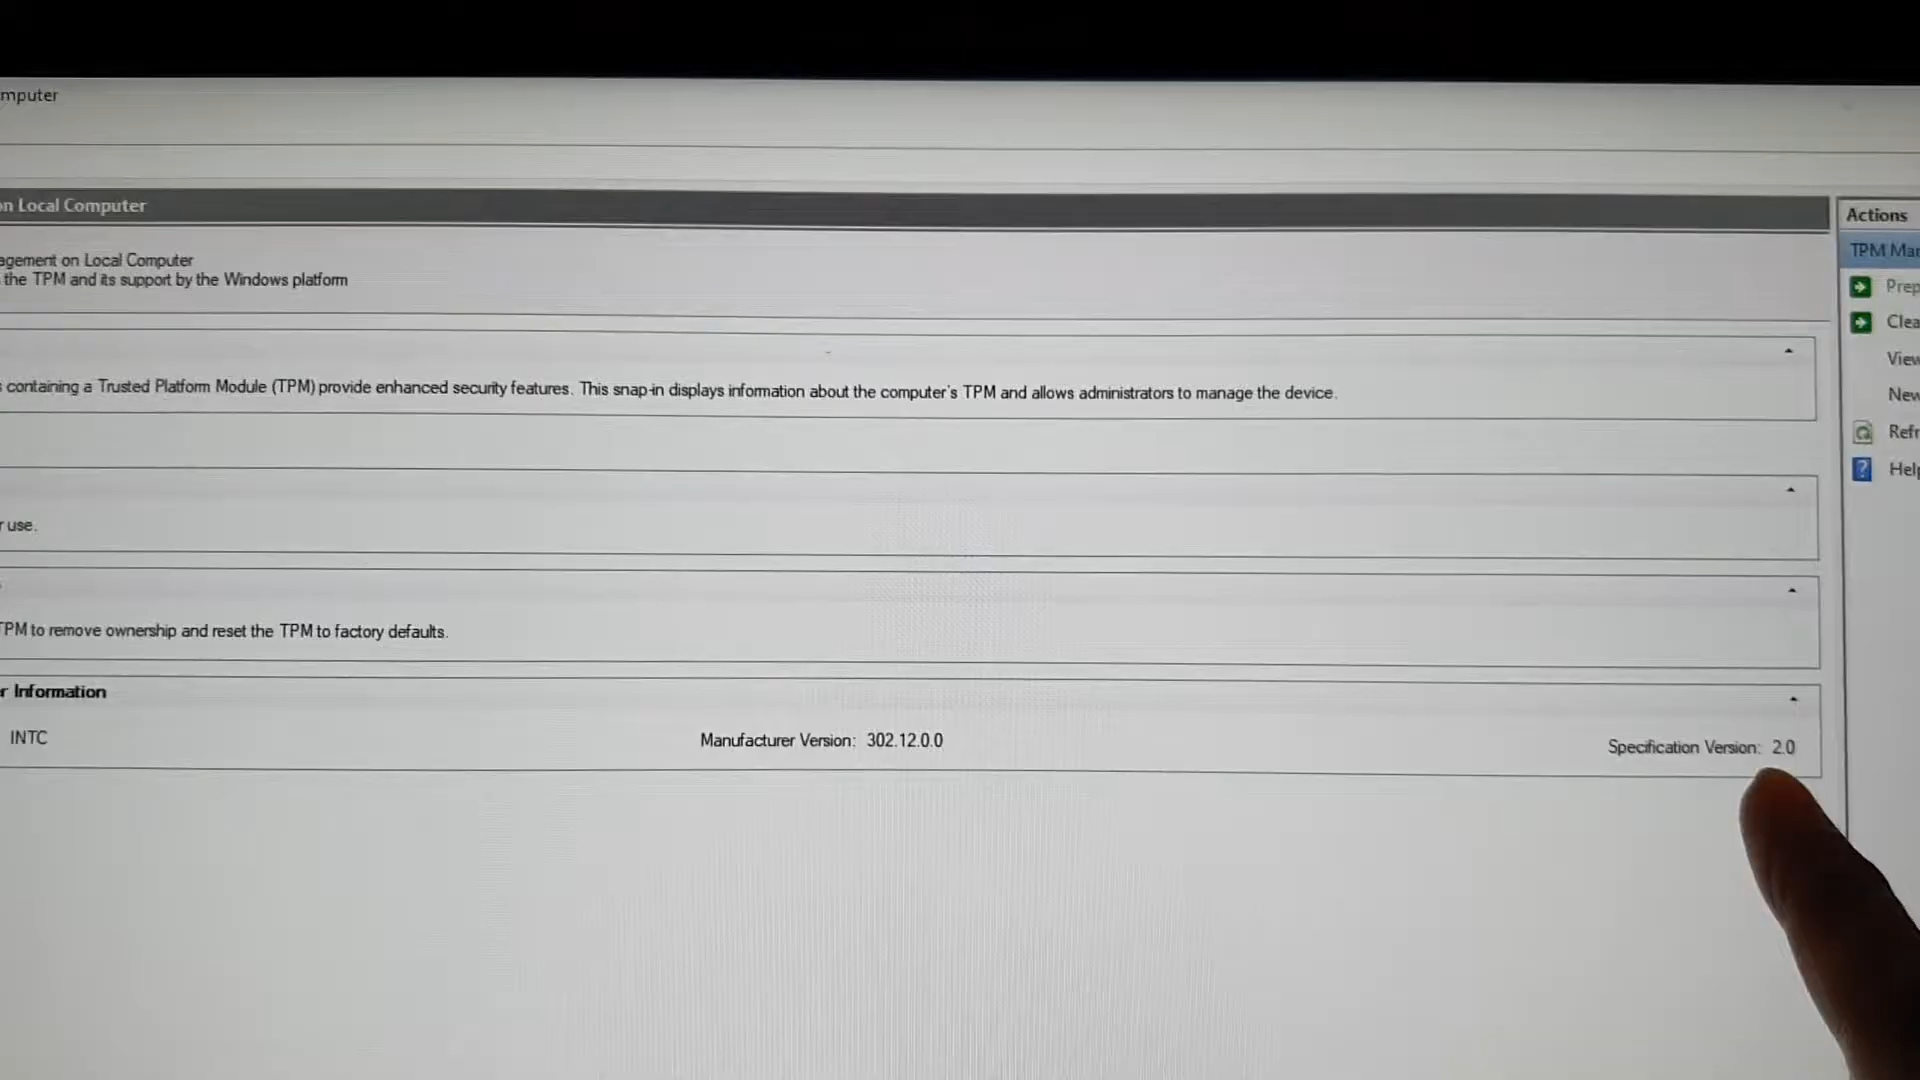 mputer
on Local Computer
Actions
agement on Local Computer
the TPM and its support by the Windows platform
TPM Mar
Prep
Clea
View
New
Refr
Help
s containing a Trusted Platform Module (TPM) provide enhanced security features. This snap-in displays information about the computer's TPM and allows administrators to manage the device.
r use.
TPM to remove ownership and reset the TPM to factory defaults.
r Information
INTC
Manufacturer Version: 302.12.0.0
Specification Version: 2.0